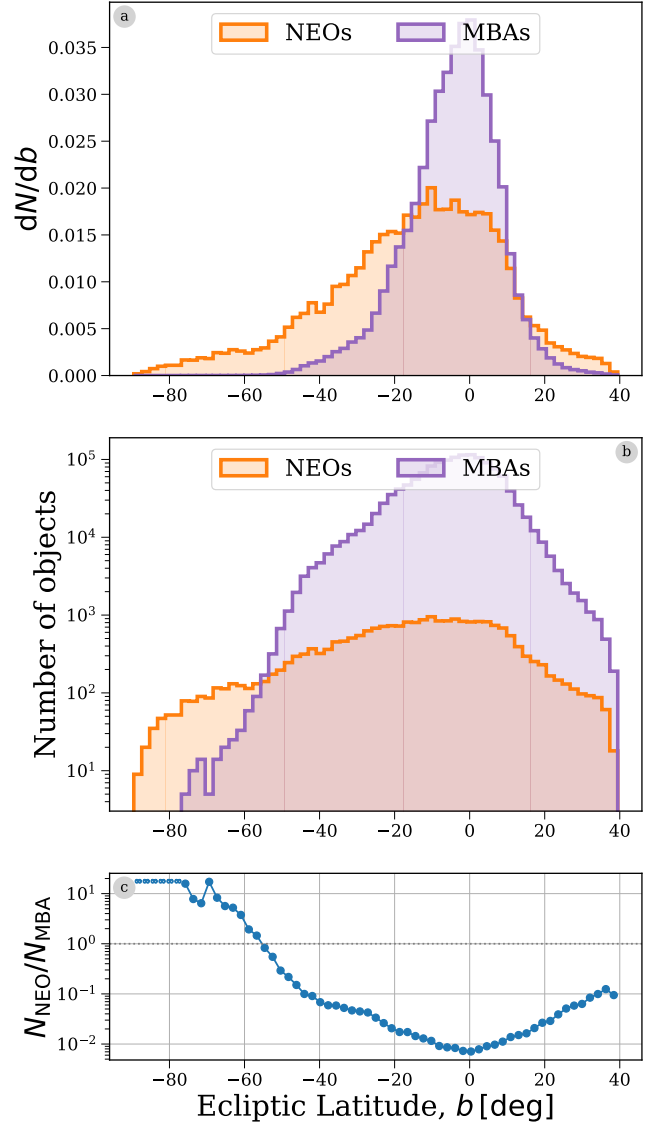 a
NEOs MBAs
0.035
0.030
0.025
0.020
0.015
0.010
0.005
0.000
dN/db
−80 −60 −40 −20 0 20 40
NEOs MBAs
b
10⁵
10⁴
10³
10²
10¹
Number of objects
−80 −60 −40 −20 0 20 40
c
10¹
10⁰
10⁻¹
10⁻²
N_NEO/N_MBA
−80 −60 −40 −20 0 20 40
Ecliptic Latitude, b [deg]